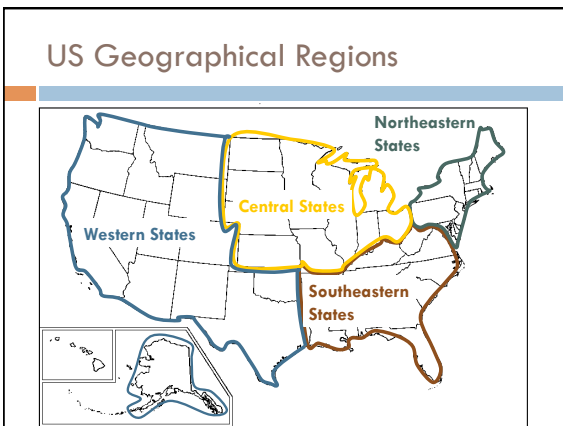 US Geographical Regions
Northeastern
States
Central States
Western States
Southeastern
States